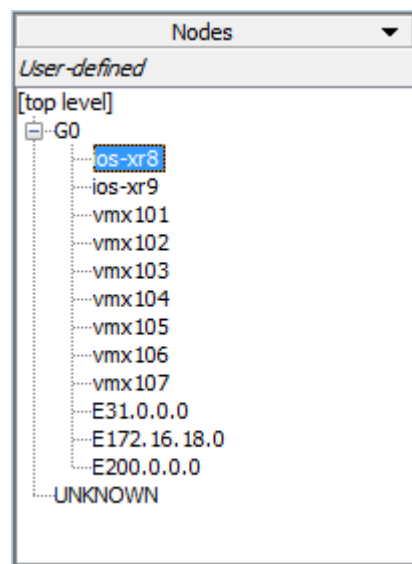 Nodes
User-defined
[top level]
G0
ios-xr8
ios-xr9
vmx101
vmx102
vmx103
vmx104
vmx105
vmx106
vmx107
E31.0.0.0
E172.16.18.0
E200.0.0.0
UNKNOWN